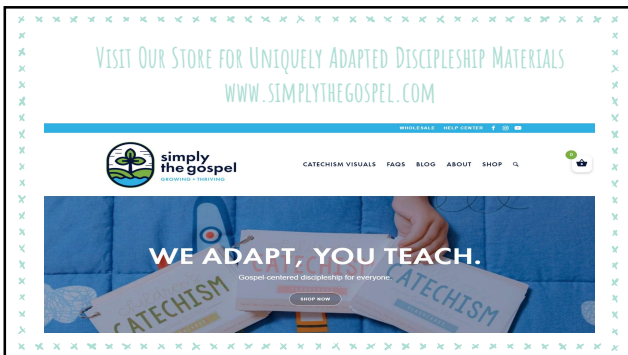 Visit Our Store for Uniquely Adapted Discipleship Materials
www.simplythegospel.com
WHOLESALE HELP CENTER
simply
the gospel
GROWING + THRIVING
CATECHISM VISUALS FAQS BLOG ABOUT SHOP
0
WE ADAPT, YOU TEACH.
Gospel-centered discipleship for everyone.
SHOP NOW
CATECHISM
CATECHISM
CATECHISM